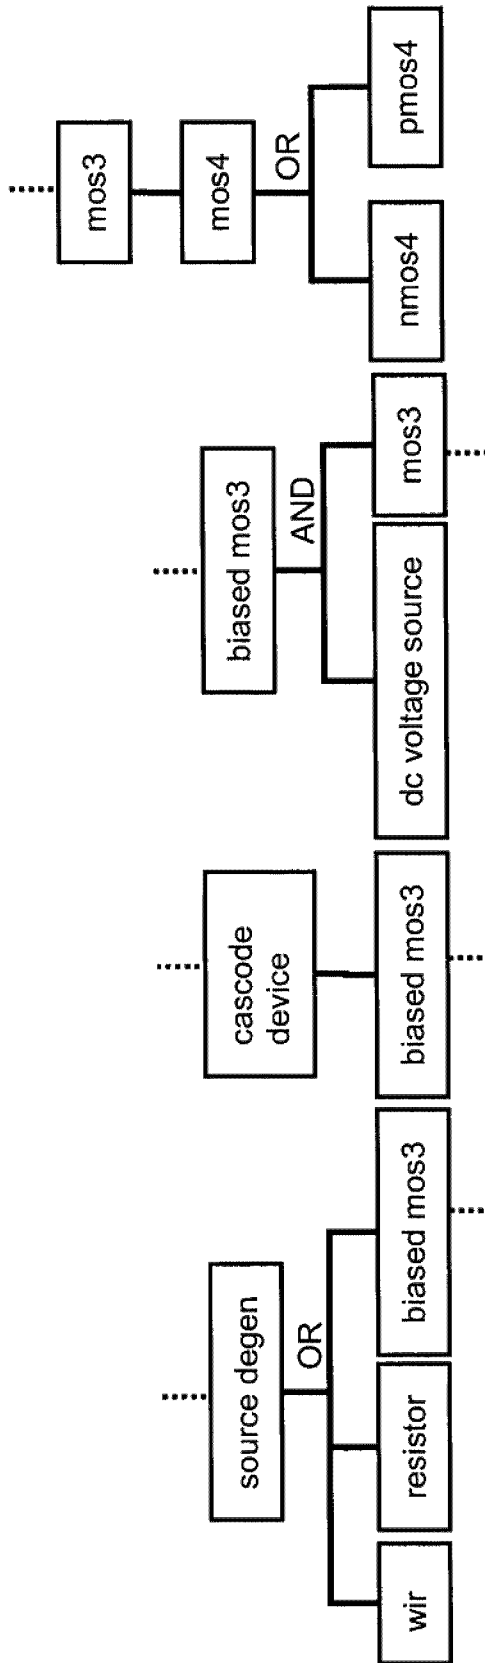 source degen
OR
wir
resistor
biased mos3
cascode
device
biased mos3
biased mos3
AND
dc voltage source
mos3
mos3
mos4
OR
nmos4
pmos4